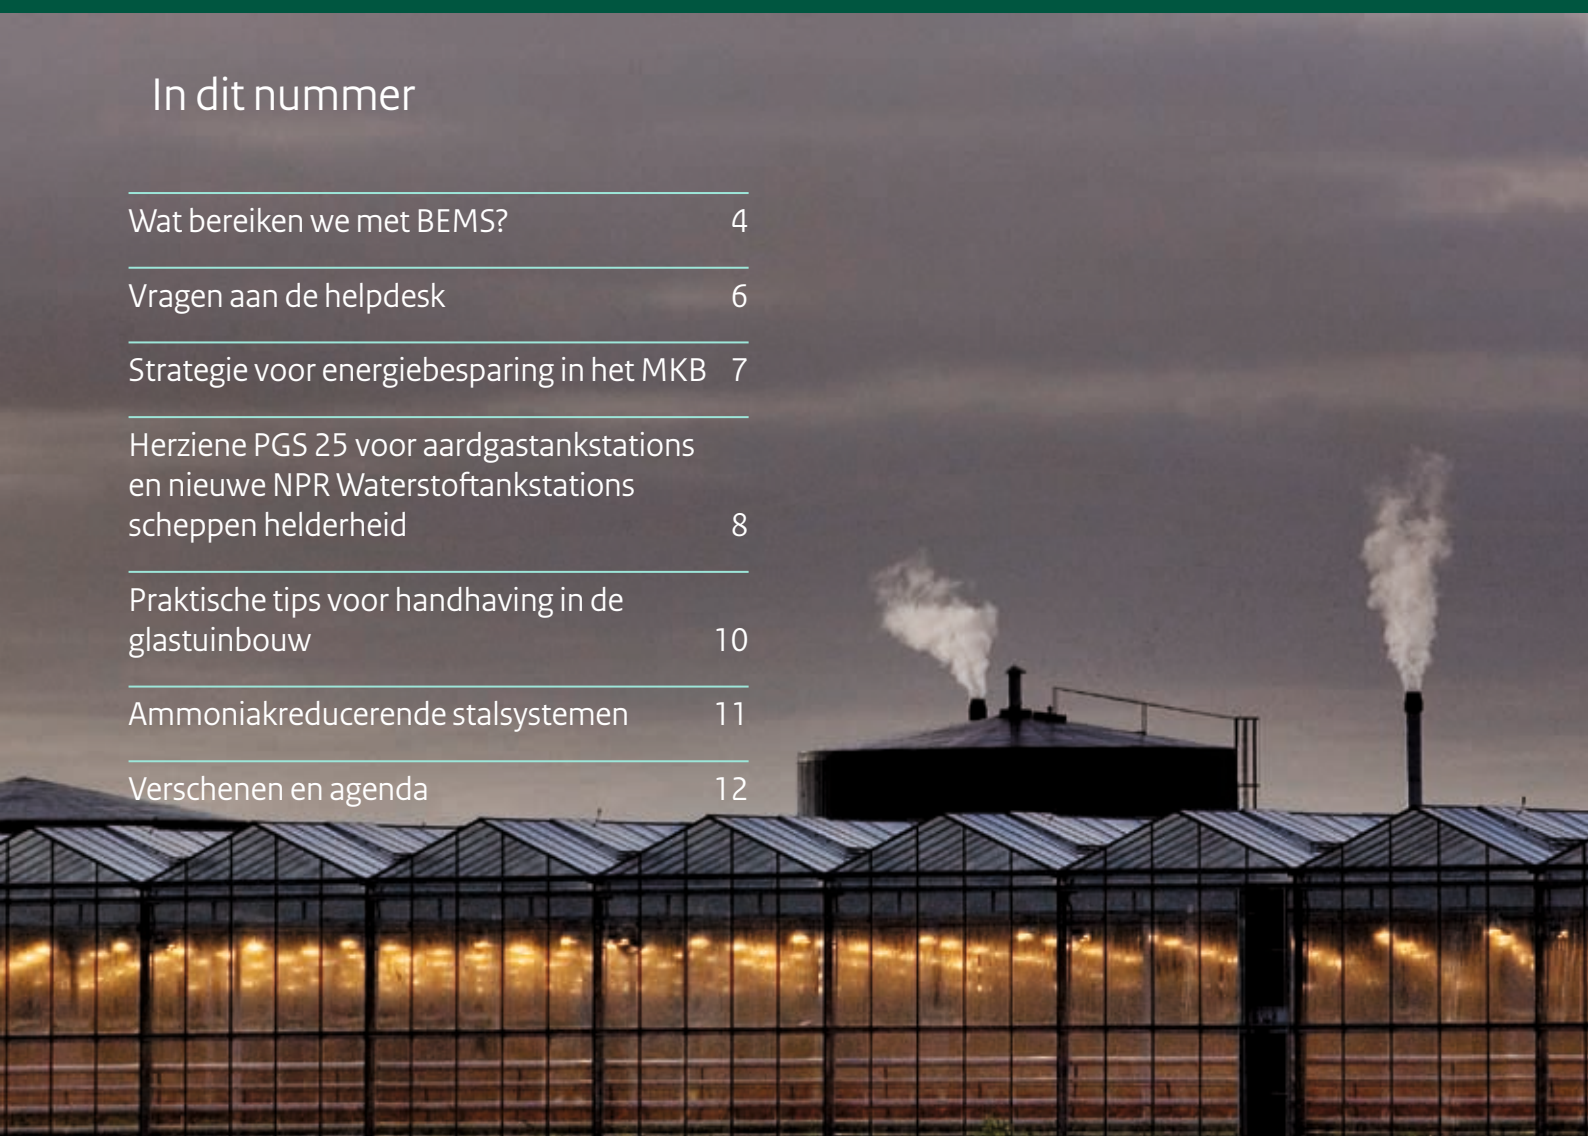 In dit nummer
Wat bereiken we met BEMS? 4
Vragen aan de helpdesk 6
Strategie voor energiebesparing in het MKB 7
Herziene PGS 25 voor aardgastankstations
en nieuwe NPR Waterstoftankstations
scheppen helderheid 8
Praktische tips voor handhaving in de
glastuinbouw 10
Ammoniakreducerende stalsystemen 11
Verschenen en agenda 12